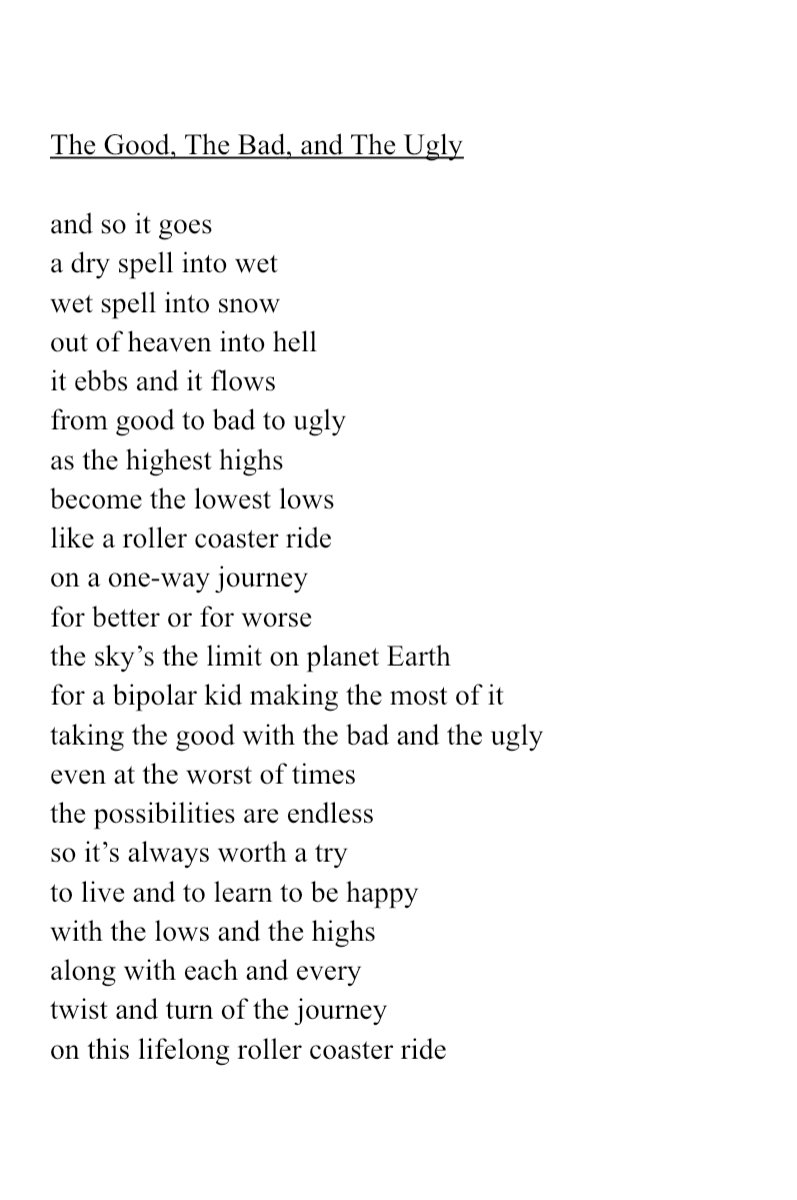 The Good, The Bad, and The Ugly
and so it goes
a dry spell into wet
wet spell into snow
out of heaven into hell
it ebbs and it flows
from good to bad to ugly
as the highest highs
become the lowest lows
like a roller coaster ride
on a one-way journey
for better or for worse
the sky’s the limit on planet Earth
for a bipolar kid making the most of it
taking the good with the bad and the ugly
even at the worst of times
the possibilities are endless
so it’s always worth a try
to live and to learn to be happy
with the lows and the highs
along with each and every
twist and turn of the journey
on this lifelong roller coaster ride